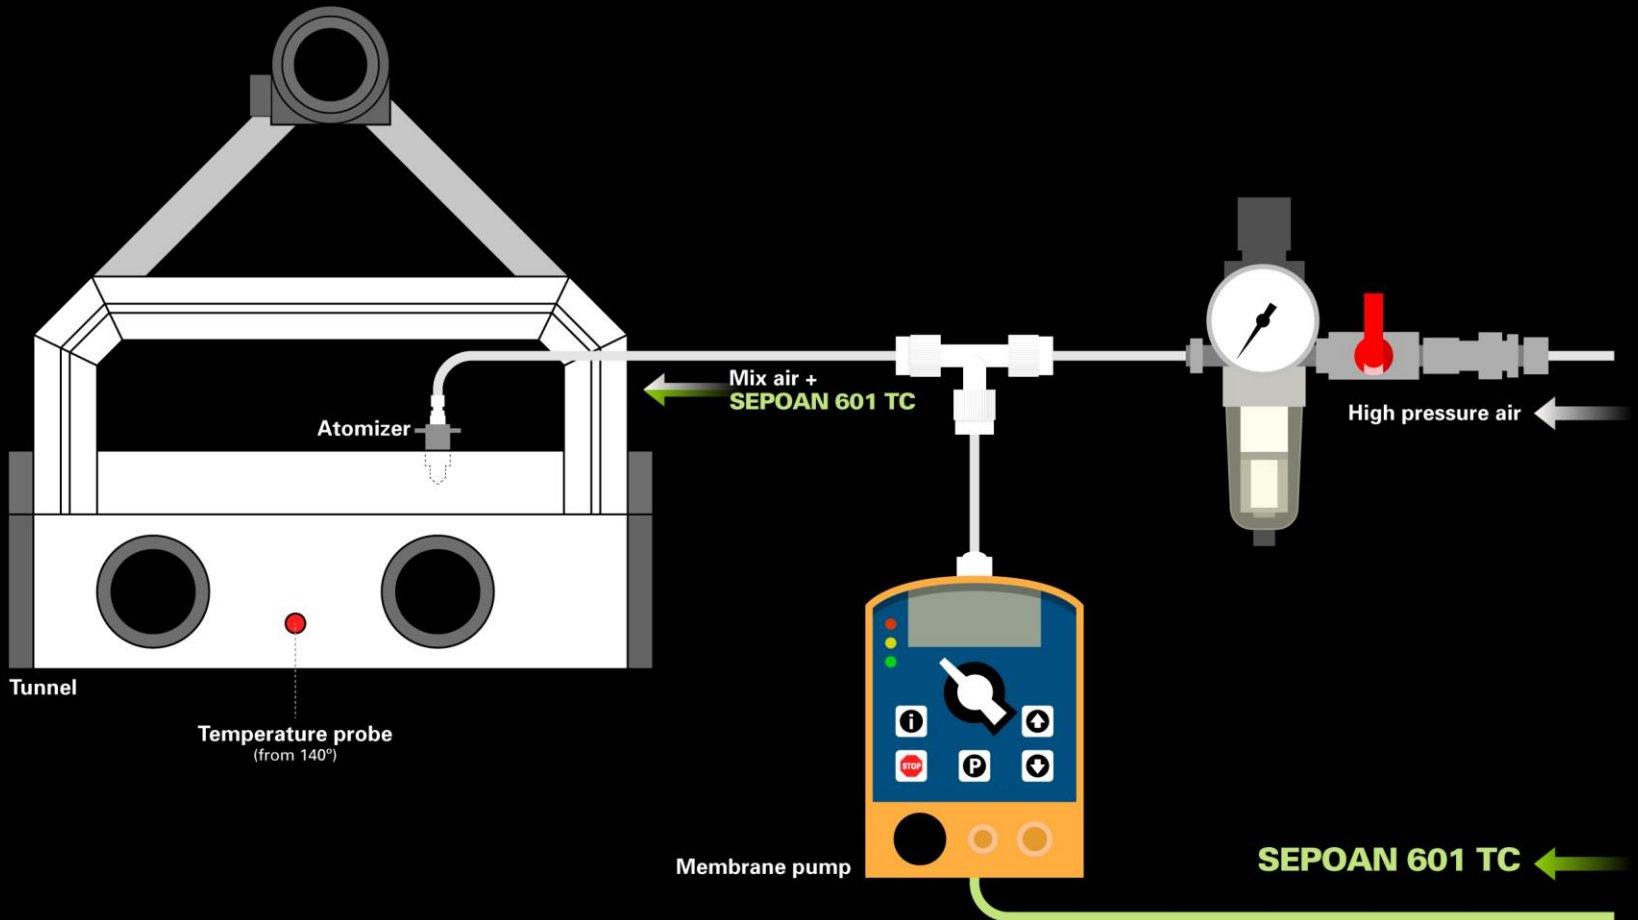 Mix air +
SEPOAN 601 TC
High pressure air
Atomizer
Tunnel
Temperature probe
(from 140º)
i
STOP
P
Membrane pump
SEPOAN 601 TC